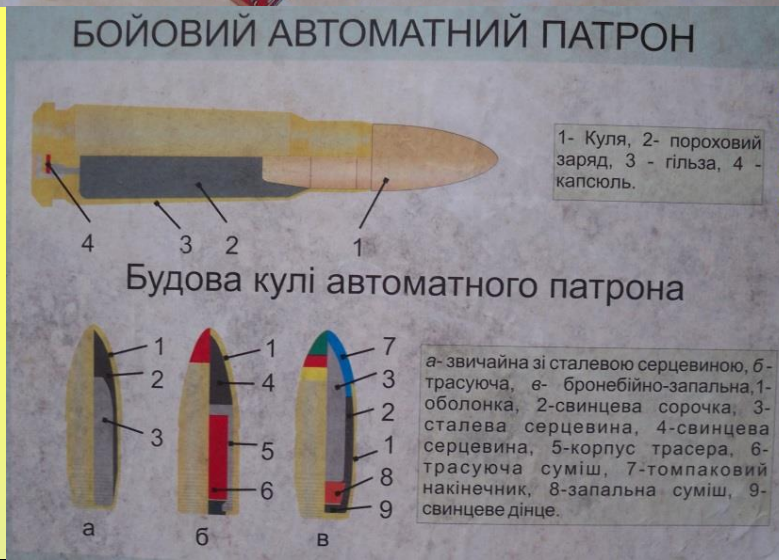 БОЙОВИЙ АВТОМАТНИЙ ПАТРОН
1- Куля, 2- пороховий
заряд, 3 - гільза, 4 -
капсюль.
4 3 2 1
Будова кулі автоматного патрона
1
2
3
а
1
4
5
6
б
7
3
2
1
8
9
в
а- звичайна зі сталевою серцевиною, б-
трасуюча, в- бронебійно-запальна,1-
оболонка, 2-свинцева сорочка, 3-
сталева серцевина, 4-свинцева
серцевина, 5-корпус трасера, 6-
трасуюча суміш, 7-томпаковий
накінечник, 8-запальна суміш, 9-
свинцеве дінце.